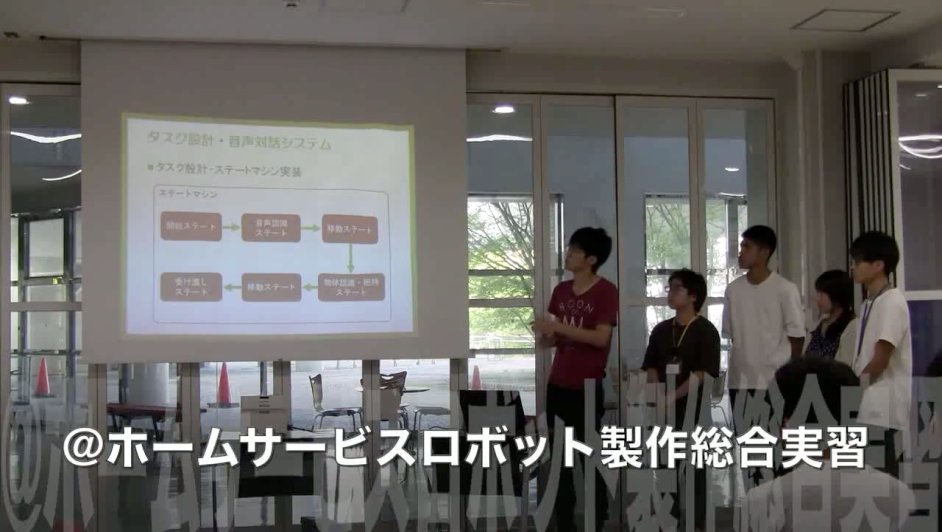 タスク設計・音声対話システム
タスク設計・ステートマシン実装
ステートマシン
開始ステート
音声認識
ステート
移動ステート
受け渡し
ステート
移動ステート
物体認識・把持
ステート
@ホームサービスロボット製作総合実習